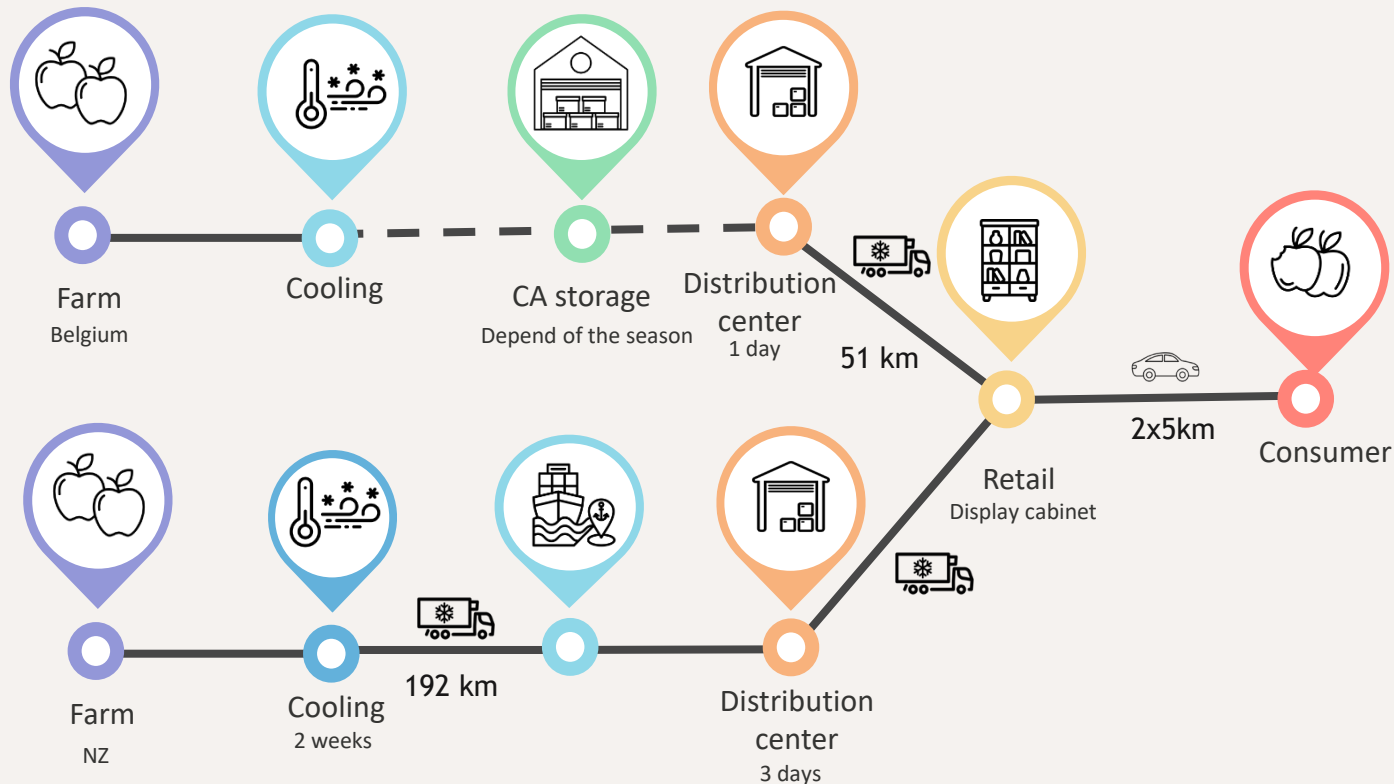 Farm
Belgium
Cooling
CA storage
Depend of the season
Distribution
center
1 day
51 km
2x5km
Consumer
Retail
Display cabinet
192 km
Farm
NZ
Cooling
2 weeks
Distribution
center
3 days